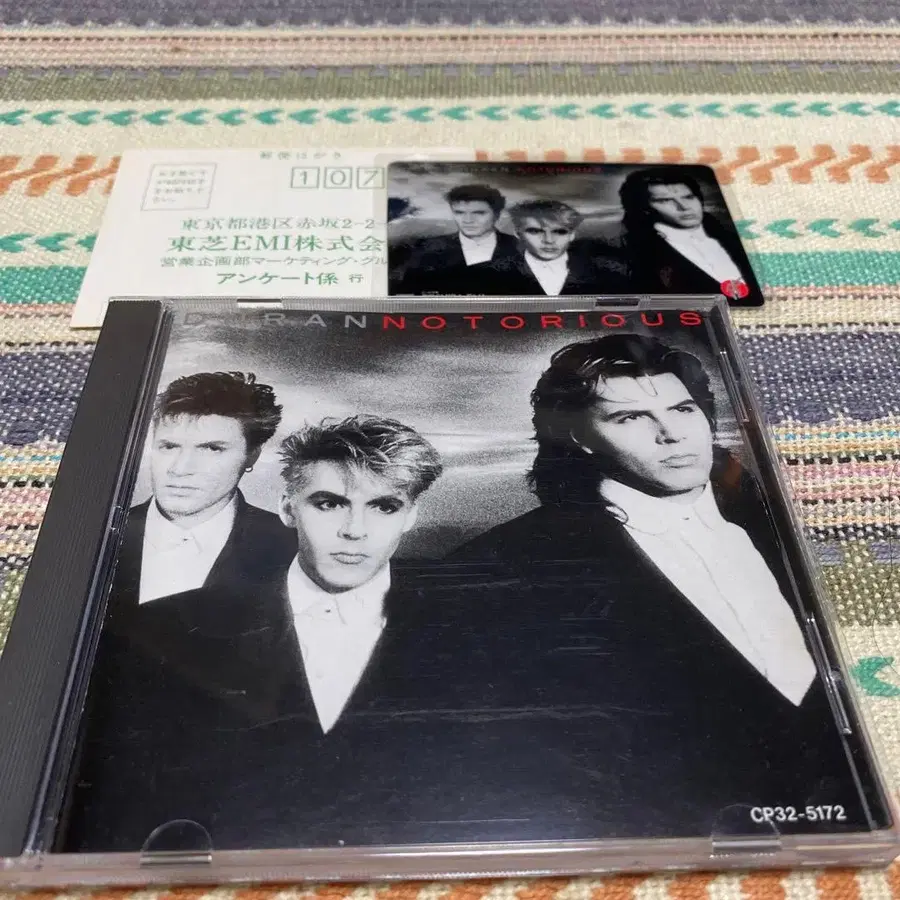 郵便はがき
107
東京都港区赤坂2-2-
東芝EMI株式会
営業企画部マーケティング・グル
アンケート係 行
NOTORIOUS
DURANNOTORIOUS
CP32-5172